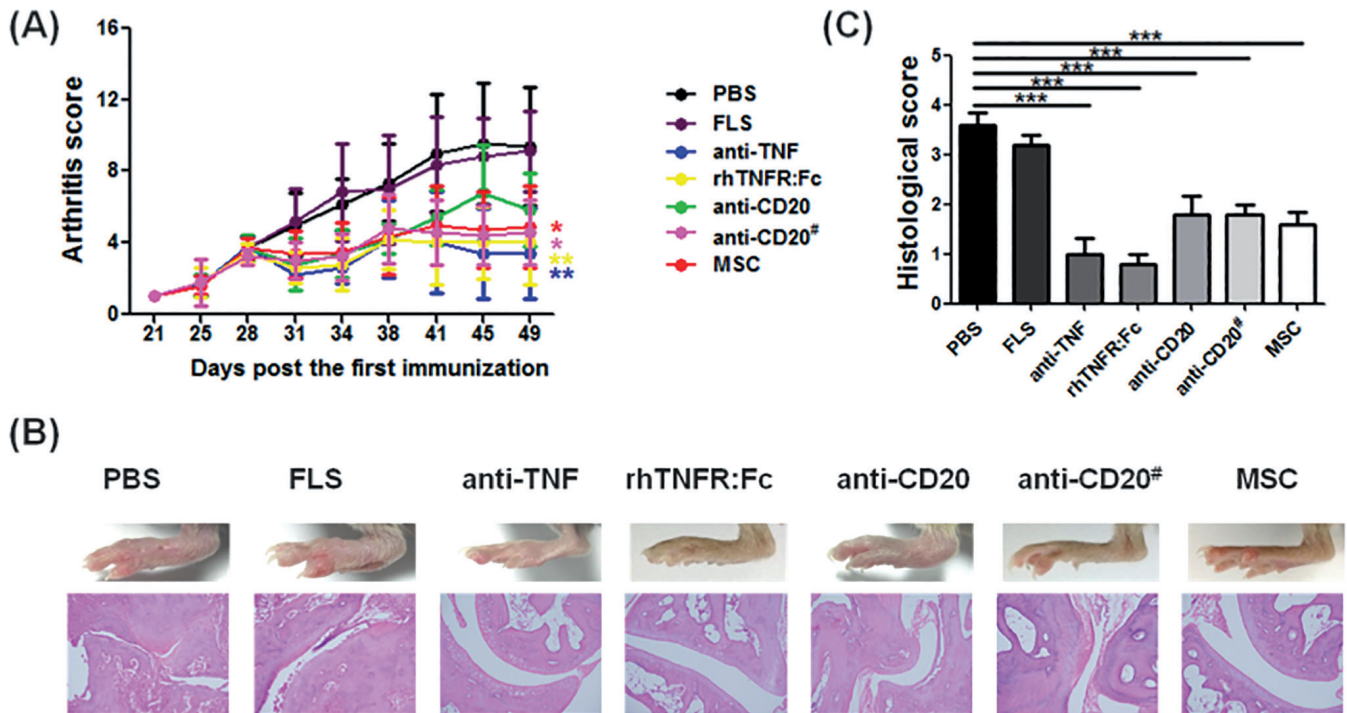 (A)
Arthritis score
16
12
8
4
0
21 25 28 31 34 38 41 45 49
Days post the first immunization
*
*
**
**
PBS
FLS
anti-TNF
rhTNFR:Fc
anti-CD20
anti-CD20#
MSC
(C)
Histological score
5
4
3
2
1
0
***
***
***
***
***
PBS FLS anti-TNF rhTNFR:Fc anti-CD20 anti-CD20# MSC
(B)
PBS FLS anti-TNF rhTNFR:Fc anti-CD20 anti-CD20# MSC